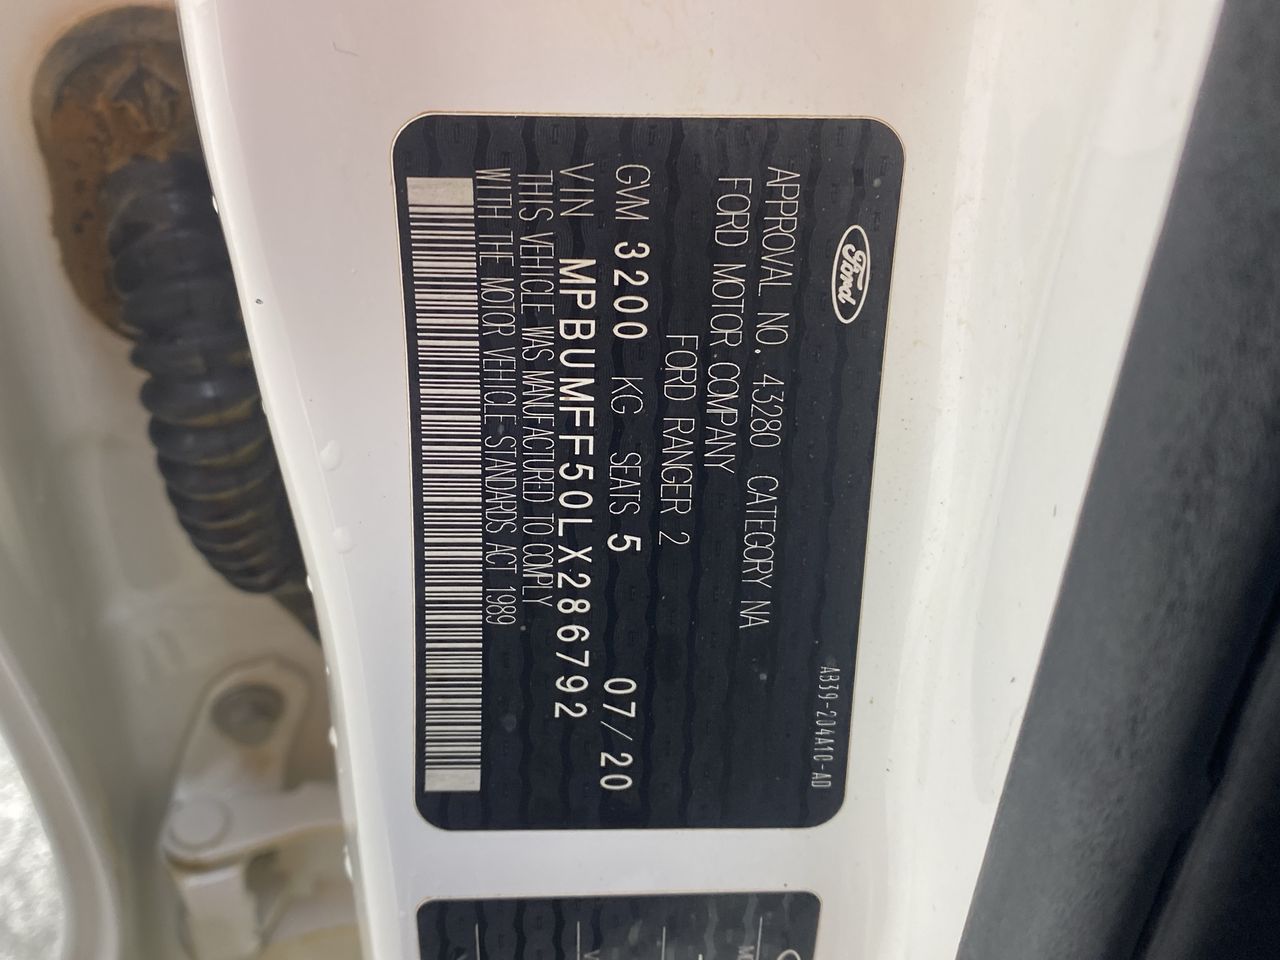 Ford
AB39-204A10-AD
APPROVAL NO. 43280 CATEGORY NA
FORD MOTOR COMPANY
FORD RANGER 2
GVM 3200 KG SEATS 5 07/20
VIN MPBUMFF50LX286792
THIS VEHICLE WAS MANUFACTURED TO COMPLY
WITH THE MOTOR VEHICLE STANDARDS ACT 1989